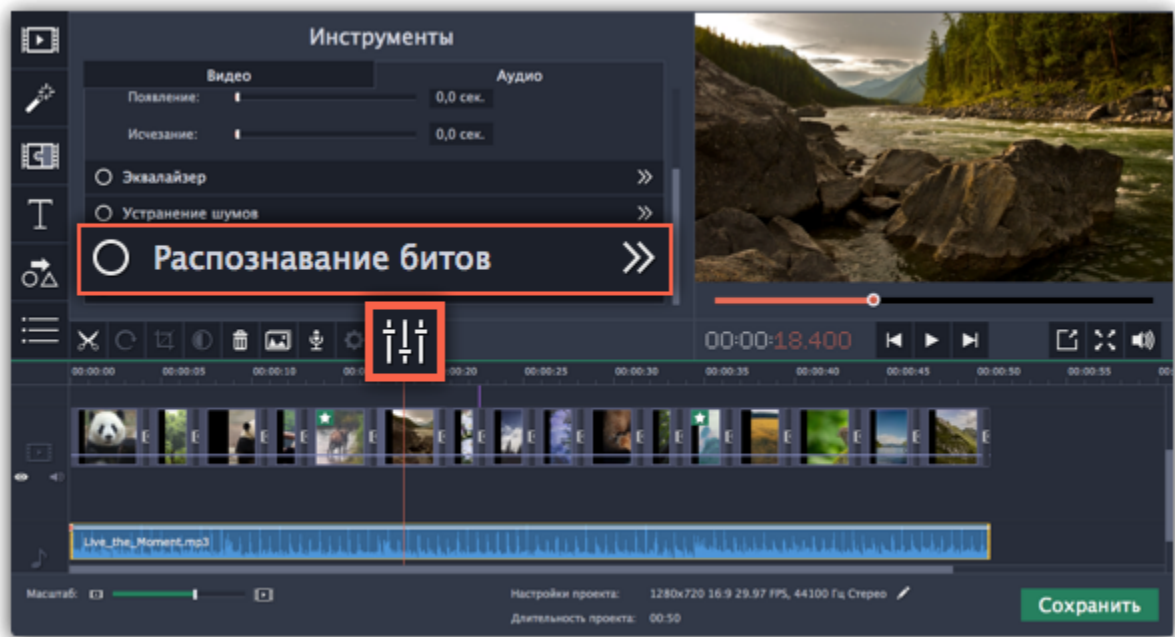 Инструменты
Видео Аудио
Появление: 0,0 сек.
Исчезание: 0,0 сек.
Эквалайзер
Устранение шумов
Распознавание битов
00:00:18.400
00:00:00 00:00:05 00:00:10 00:00:20 00:00:25 00:00:30 00:00:35 00:00:40 00:00:45 00:00:50 00:00:55
Live_the_Moment.mp3
Масштаб: Настройки проекта: 1280x720 16:9 29.97 FPS, 44100 Гц Стерео
Длительность проекта: 00:50
Сохранить